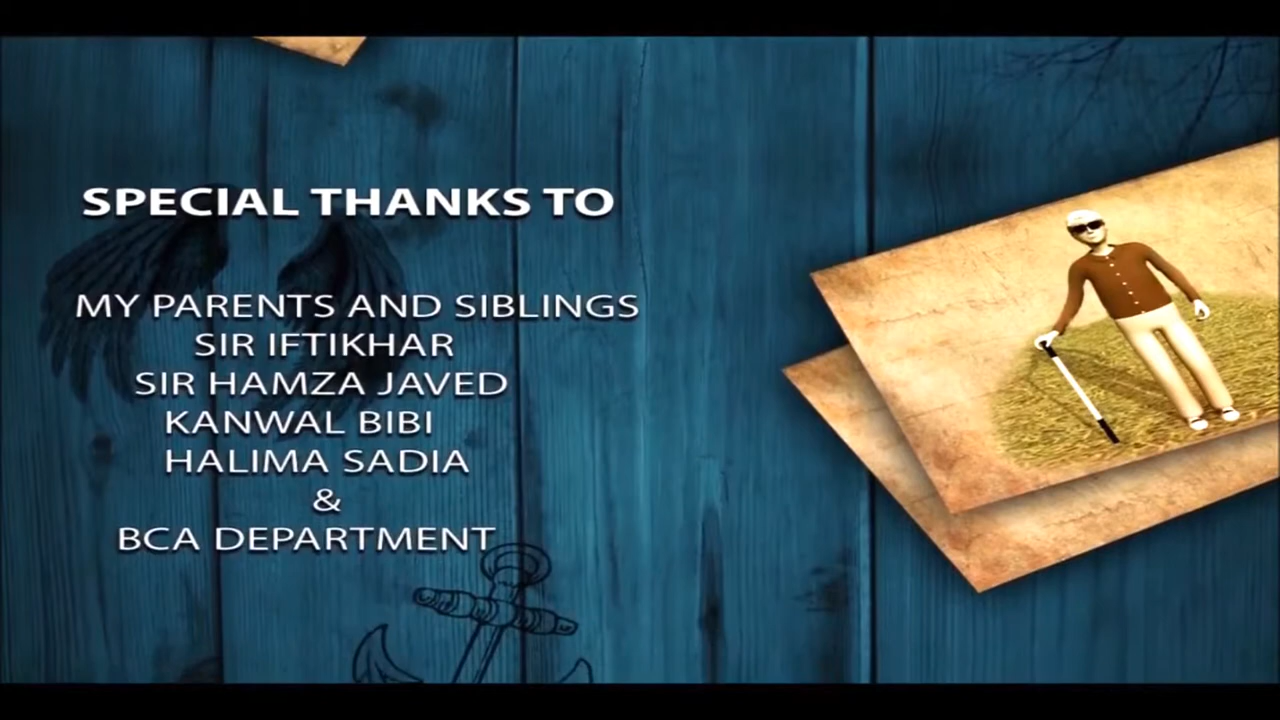 SPECIAL THANKS TO
MY PARENTS AND SIBLINGS
SIR IFTIKHAR
SIR HAMZA JAVED
KANWAL BIBI
HALIMA SADIA
&
BCA DEPARTMENT